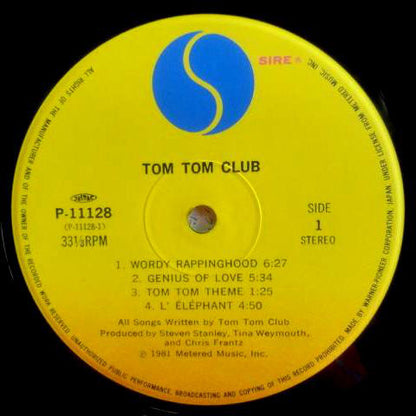 SIRE
TOM TOM CLUB
P-11128
(P-11128-1)
33⅓RPM
SIDE
1
STEREO
1. WORDY RAPPINGHOOD 6:27
2. GENIUS OF LOVE 5:34
3. TOM TOM THEME 1:25
4. L' ÉLÉPHANT 4:50
All Songs Written by Tom Tom Club
Produced by Steven Stanley, Tina Weymouth,
and Chris Frantz
℗ 1981 Metered Music, Inc.
ALL RIGHTS OF THE MANUFACTURER AND OF THE OWNER OF THE RECORDED WORK RESERVED. UNAUTHORIZED PUBLIC PERFORMANCE, BROADCASTING AND COPYING OF THIS RECORD PROHIBITED. MADE BY WARNER-PIONEER CORPORATION, JAPAN UNDER LICENSE FROM METERED MUSIC INC.